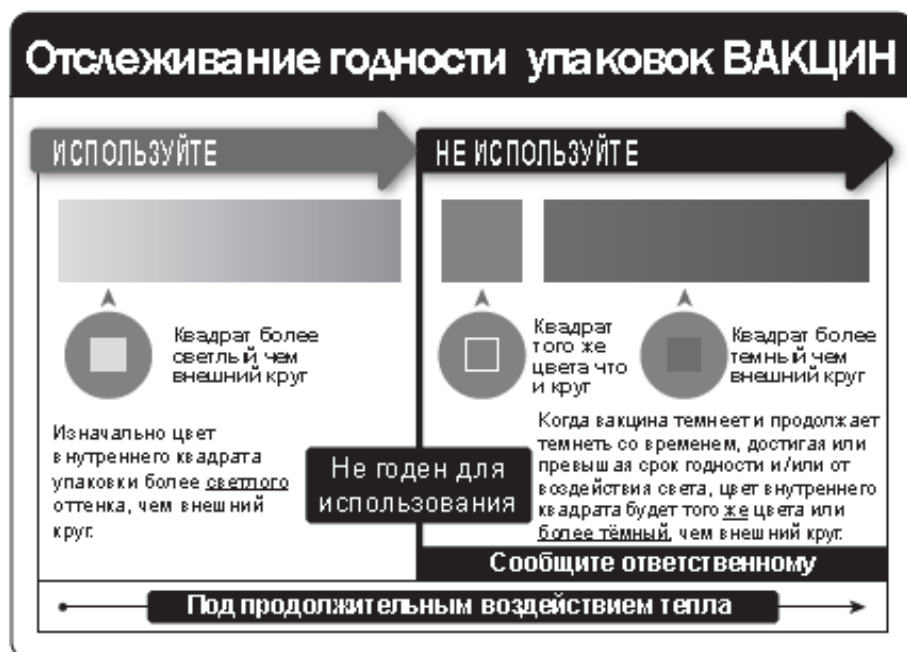 Отслеживание годности упаковок ВАКЦИН
ИСПОЛЬЗУЙТЕ
Квадрат более
светлый чем
внешний круг
Изначально цвет
внутреннего квадрата
упаковки более светлого
оттенка, чем внешний
круг.
НЕ ИСПОЛЬЗУЙТЕ
Квадрат
того же
цвета что
и круг
Квадрат более
темный чем
внешний круг
Когда вакцина темнеет и продолжает
темнеть со временем, достигая или
превышая срок годности и/или от
воздействия света, цвет внутреннего
квадрата будет того же цвета или
более тёмный, чем внешний круг.
Не годен для
использования
Сообщите ответственному
Под продолжительным воздействием тепла